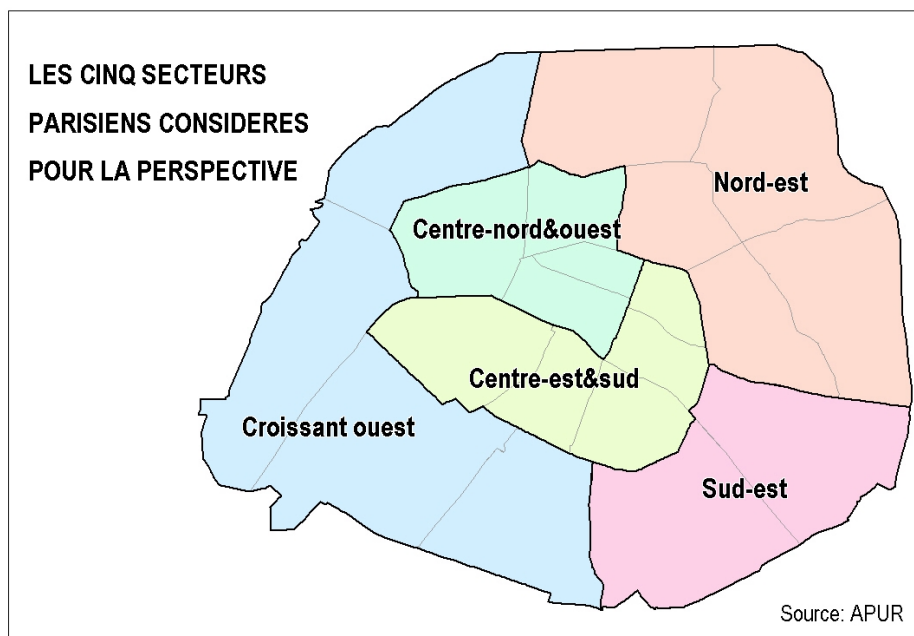 LES CINQ SECTEURS
PARISIENS CONSIDERES
POUR LA PERSPECTIVE
Nord-est
Centre-nord&ouest
Centre-est&sud
Croissant ouest
Sud-est
Source: APUR